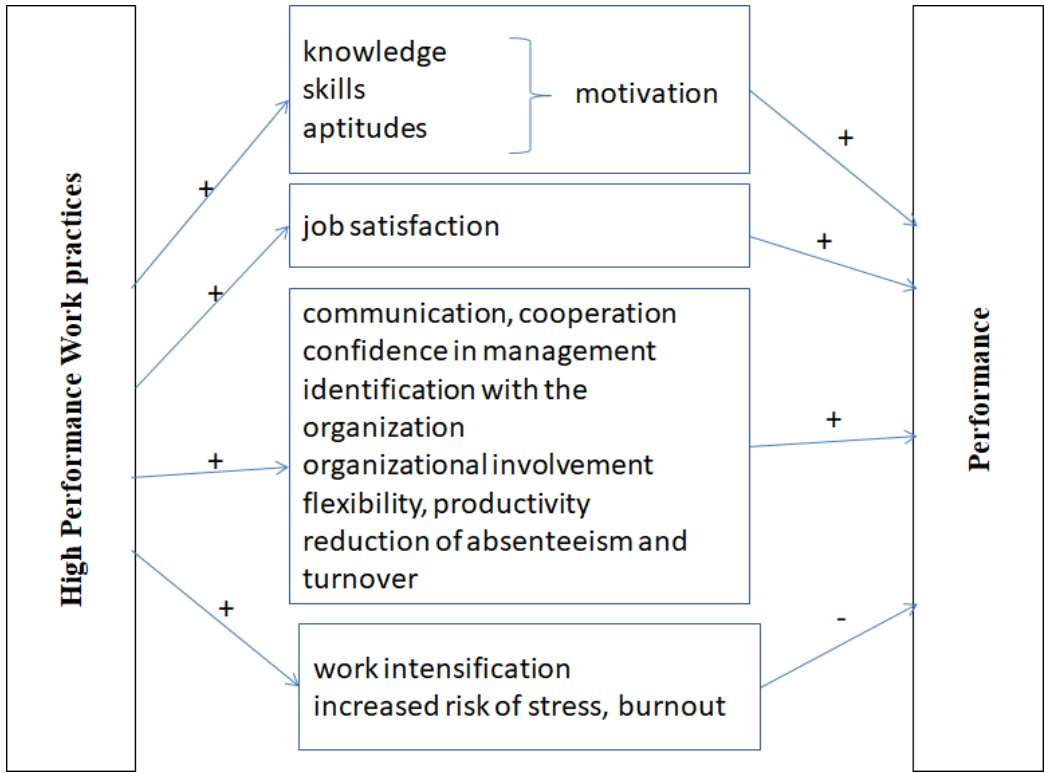 High Performance Work practices
knowledge
skills
aptitudes
motivation
+
+
job satisfaction
+
+
communication, cooperation
confidence in management
identification with the
organization
organizational involvement
flexibility, productivity
reduction of absenteeism and
turnover
+
+
work intensification
increased risk of stress, burnout
+
-
Performance